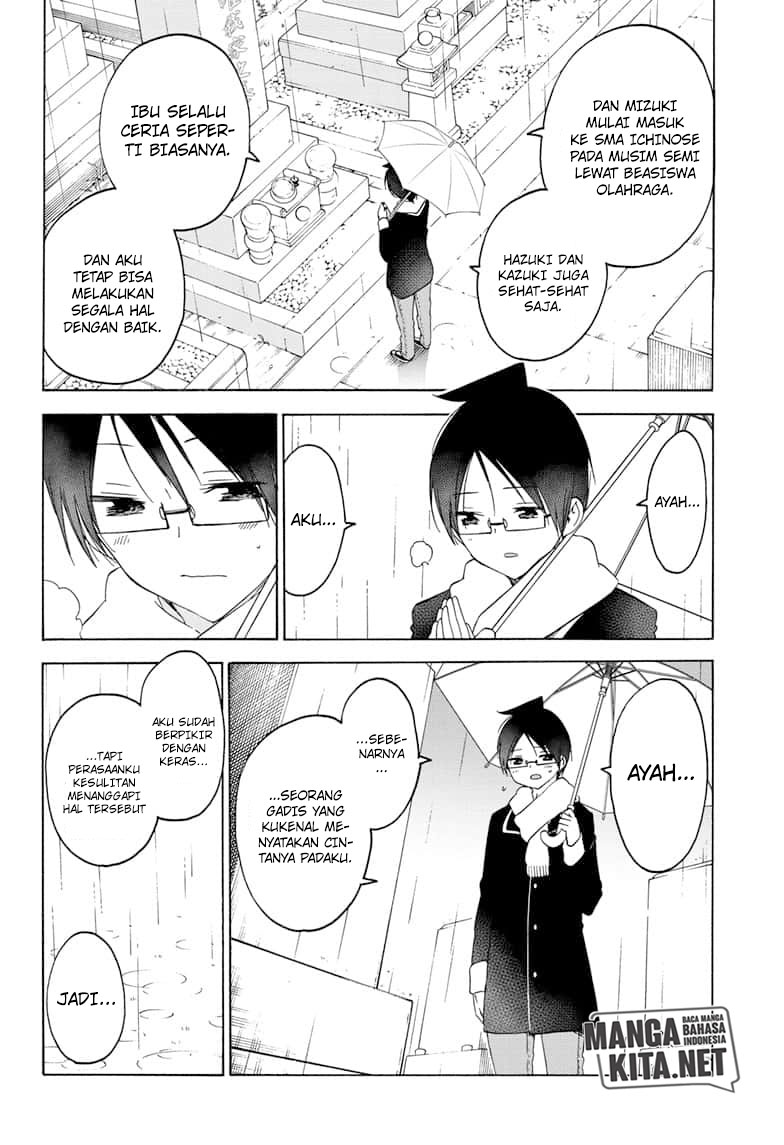 DAN MIZUKI
MULAI MASUK
KE SMA ICHINOSE
PADA MUSIM SEMI
LEWAT BEASISWA
OLAHRAGA.
HAZUKI DAN
KAZUKI JUGA
SEHAT-SEHAT
SAJA.
IBU SELALU
CERIA SEPER-
TI BIASANYA.
DAN AKU
TETAP BISA
MELAKUKAN
SEGALA HAL
DENGAN BAIK.
AYAH...
AKU...
AYAH...
...SEBE-
NARNYA
...
...SEORANG
GADIS YANG
KUKENAL ME-
NYATAKAN CIN-
TANYA PADAKU.
AKU SUDAH
BERPIKIR
DENGAN
KERAS...
...TAPI
PERASAANKU
KESULITAN
MENANGGAPI
HAL TERSEBUT
JADI...
MANGA
BACA MANGA
BAHASA
INDONESIA
KITA.NET